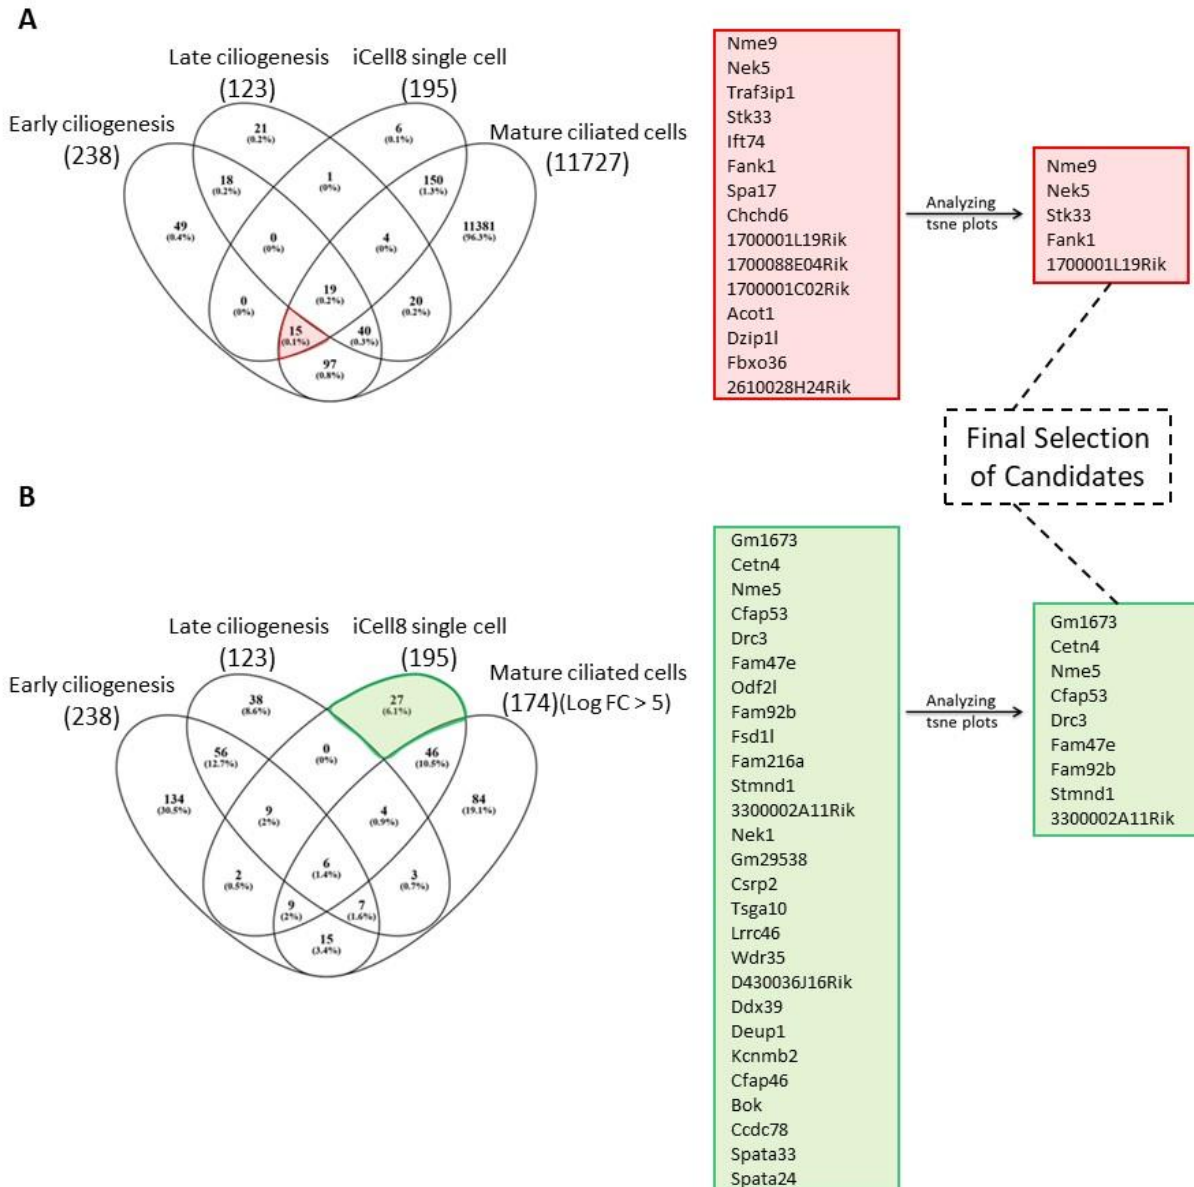 A
Late ciliogenesis
(123)
iCell8 single cell
(195)
Early ciliogenesis
(238)
Mature ciliated cells
(11727)
21
(0.2%)
6
(0.1%)
18
(0.2%)
1
(0%)
150
(1.3%)
49
(0.4%)
0
(0%)
4
(0%)
11381
(96.3%)
0
(0%)
19
(0.2%)
20
(0.2%)
15
(0.1%)
40
(0.3%)
97
(0.8%)
Nme9
Nek5
Traf3ip1
Stk33
Ift74
Fank1
Spa17
Chchd6
1700001L19Rik
1700088E04Rik
1700001C02Rik
Acot1
Dzip1l
Fbxo36
2610028H24Rik
Analyzing
tsne plots
Nme9
Nek5
Stk33
Fank1
1700001L19Rik
Final Selection
of Candidates
B
Late ciliogenesis
(123)
iCell8 single cell
(195)
Early ciliogenesis
(238)
Mature ciliated cells
(174)(Log FC > 5)
38
(8.6%)
27
(6.1%)
56
(12.7%)
0
(0%)
46
(10.5%)
134
(30.5%)
9
(2%)
4
(0.9%)
84
(19.1%)
2
(0.5%)
6
(1.4%)
3
(0.7%)
9
(2%)
7
(1.6%)
15
(3.4%)
Gm1673
Cetn4
Nme5
Cfap53
Drc3
Fam47e
Odf2l
Fam92b
Fsd1l
Fam216a
Stmnd1
3300002A11Rik
Nek1
Gm29538
Csrp2
Tsga10
Lrrc46
Wdr35
D430036J16Rik
Ddx39
Deup1
Kcnmb2
Cfap46
Bok
Ccdc78
Spata33
Spata24
Analyzing
tsne plots
Gm1673
Cetn4
Nme5
Cfap53
Drc3
Fam47e
Fam92b
Stmnd1
3300002A11Rik